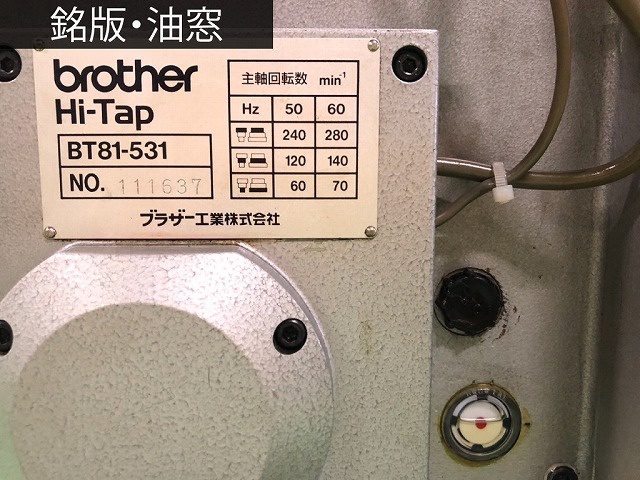 銘版・油窓
brother
Hi-Tap
BT81-531
NO. 111637
主軸回転数 min⁻¹
Hz 50 60
240 280
120 140
60 70
ブラザー工業株式会社